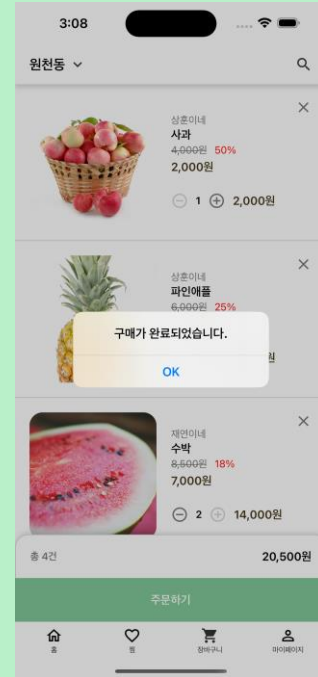 3:08
원천동
상훈이네
사과
4,000원 50%
2,000원
1 2,000원
상훈이네
파인애플
6,000원 25%
구매가 완료되었습니다.
원
OK
재연이네
수박
8,500원 18%
7,000원
2 14,000원
총 4건 20,500원
주문하기
홈 찜 장바구니 마이페이지